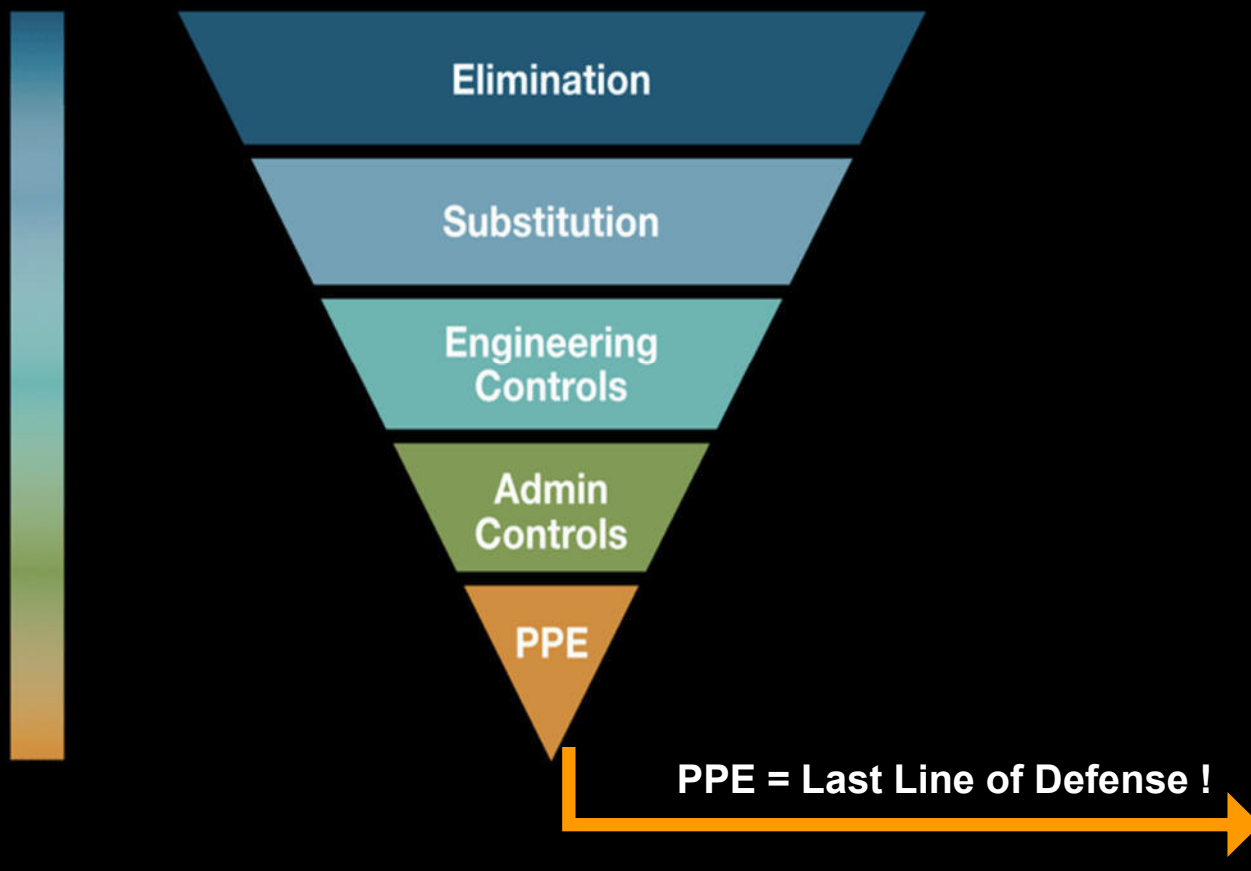 Elimination
Substitution
Engineering
Controls
Admin
Controls
PPE
PPE = Last Line of Defense !